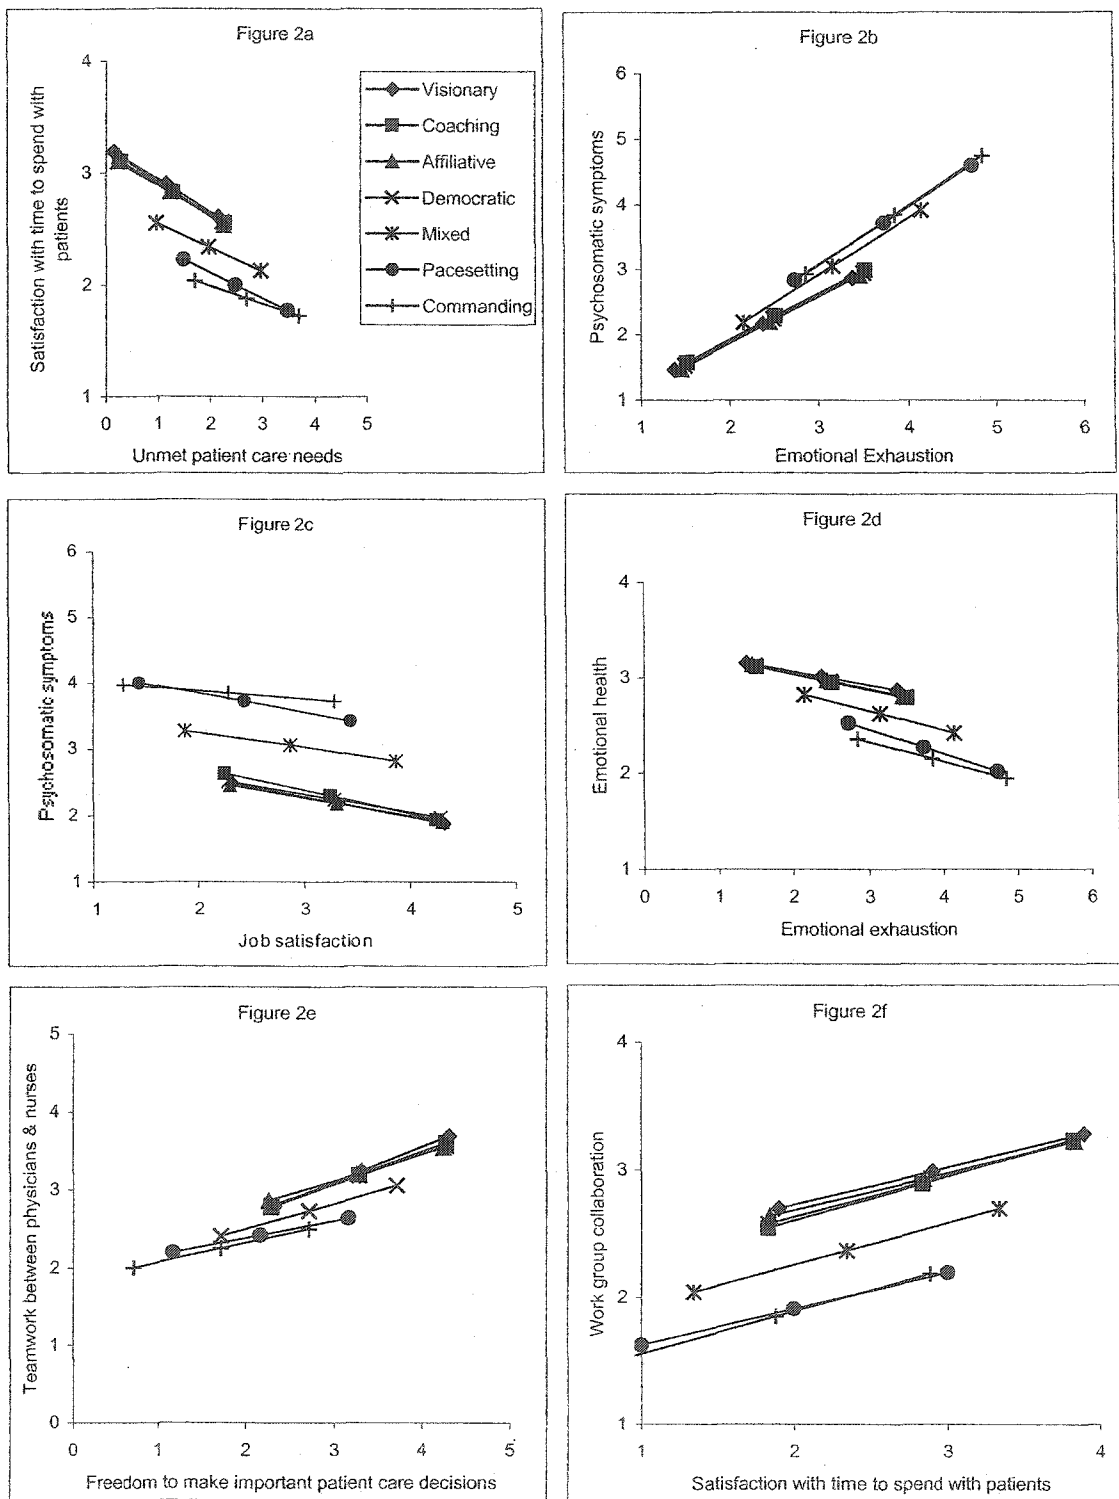 Figure 2a
4
3
2
1
0 1 2 3 4 5
Satisfaction with time to spend with
patients
Unmet patient care needs
Visionary
Coaching
Affiliative
Democratic
Mixed
Pacesetting
Commanding
Figure 2b
6
5
4
3
2
1
1 2 3 4 5 6
Psychosomatic symptoms
Emotional Exhaustion
Figure 2c
6
5
4
3
2
1
1 2 3 4 5
Psychosomatic symptoms
Job satisfaction
Figure 2d
4
3
2
1
0 1 2 3 4 5 6
Emotional health
Emotional exhaustion
Figure 2e
5
4
3
2
1
0
0 1 2 3 4 5
Teamwork between physicians & nurses
Freedom to make important patient care decisions
Figure 2f
4
3
2
1
1 2 3 4
Work group collaboration
Satisfaction with time to spend with patients